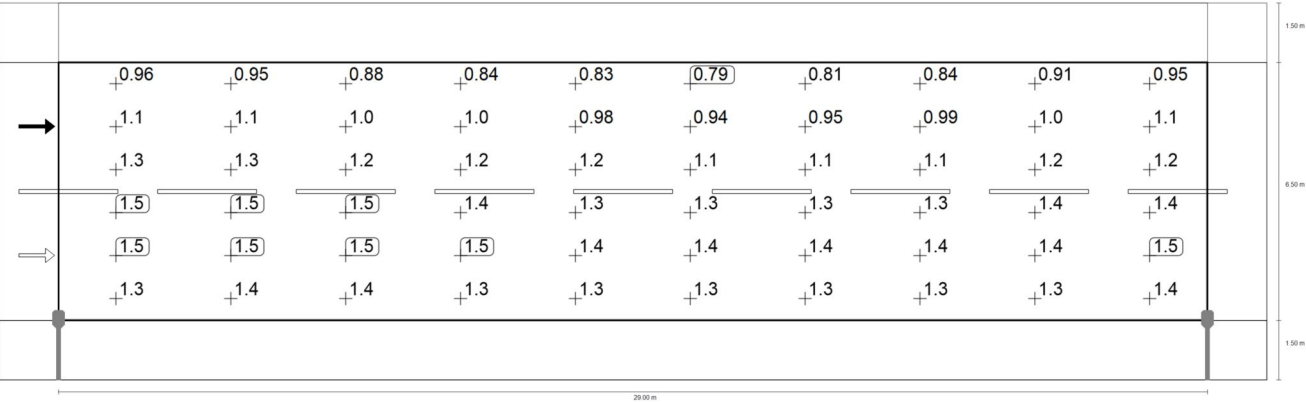 1.50 m
0.96 0.95 0.88 0.84 0.83 0.79 0.81 0.84 0.91 0.95
1.1 1.1 1.0 1.0 0.98 0.94 0.95 0.99 1.0 1.1
1.3 1.3 1.2 1.2 1.2 1.1 1.1 1.1 1.2 1.2
6.50 m
1.5 1.5 1.5 1.4 1.3 1.3 1.3 1.3 1.4 1.4
1.5 1.5 1.5 1.5 1.4 1.4 1.4 1.4 1.4 1.5
1.3 1.4 1.4 1.3 1.3 1.3 1.3 1.3 1.3 1.4
1.50 m
29.00 m